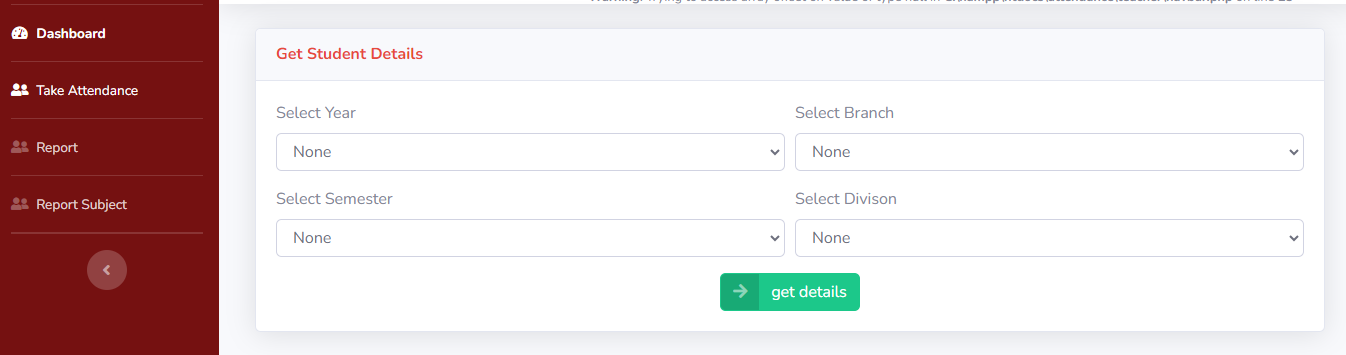 Dashboard
Take Attendance
Report
Report Subject
Get Student Details
Select Year
Select Branch
None
None
Select Semester
Select Divison
None
None
get details